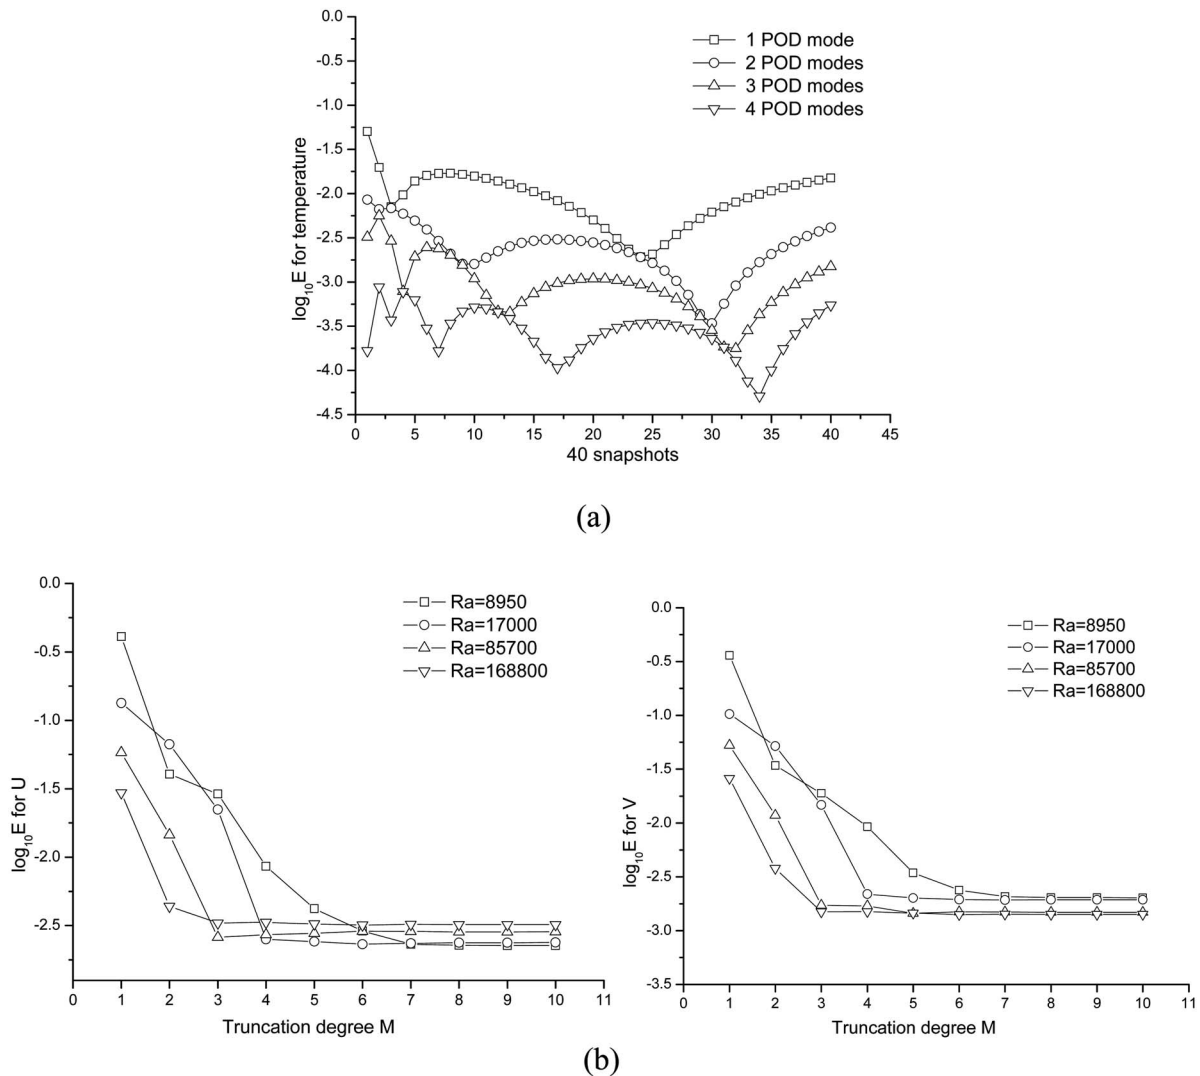 0.0
-0.5
-1.0
-1.5
-2.0
-2.5
-3.0
-3.5
-4.0
-4.5
log10E for temperature
1 POD mode
2 POD modes
3 POD modes
4 POD modes
0 5 10 15 20 25 30 35 40 45
40 snapshots
(a)
0.0
-0.5
-1.0
-1.5
-2.0
-2.5
log10E for U
Ra=8950
Ra=17000
Ra=85700
Ra=168800
0 1 2 3 4 5 6 7 8 9 10 11
Truncation degree M
0.0
-0.5
-1.0
-1.5
-2.0
-2.5
-3.0
-3.5
log10E for V
Ra=8950
Ra=17000
Ra=85700
Ra=168800
0 1 2 3 4 5 6 7 8 9 10 11
Truncation degree M
(b)